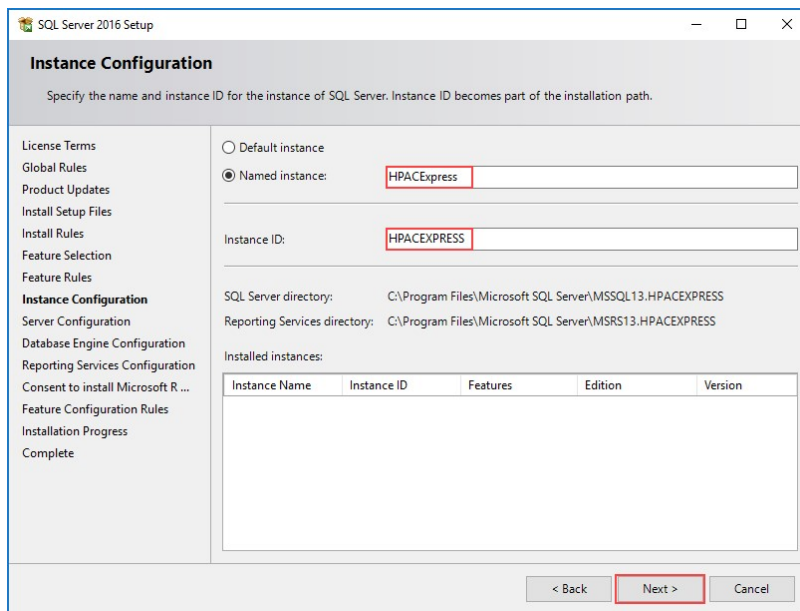 SQL Server 2016 Setup
Instance Configuration
Specify the name and instance ID for the instance of SQL Server. Instance ID becomes part of the installation path.
License Terms
Global Rules
Product Updates
Install Setup Files
Install Rules
Feature Selection
Feature Rules
Instance Configuration
Server Configuration
Database Engine Configuration
Reporting Services Configuration
Consent to install Microsoft R ...
Feature Configuration Rules
Installation Progress
Complete
Default instance
Named instance: HPACExpress
Instance ID: HPACEXPRESS
SQL Server directory: C:\Program Files\Microsoft SQL Server\MSSQL13.HPACEXPRESS
Reporting Services directory: C:\Program Files\Microsoft SQL Server\MSRS13.HPACEXPRESS
Installed instances:
Instance Name Instance ID Features Edition Version
< Back Next > Cancel